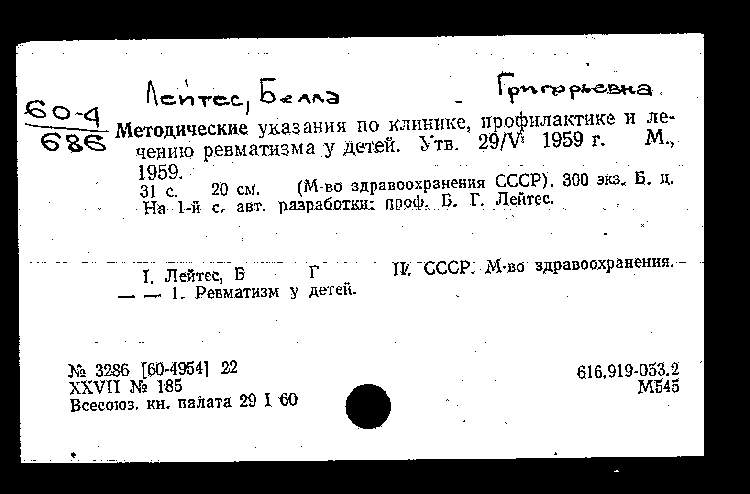 Лейтес, Белла Григорьевна
60-4
686
Методические указания по клинике, профилактике и ле-
чению ревматизма у детей. Утв. 29/V 1959 г. М.,
1959.
31 с. 20 см. (М-во здравоохранения СССР). 300 экз. Б. ц.
На 1-й с. авт. разработки: проф. Б. Г. Лейтес.
I. Лейтес, Б Г II. СССР. М-во здравоохранения.
— — 1. Ревматизм у детей.
№ 3286 [60-4954] 22 616.919-053.2
XXVII № 185 М545
Всесоюз. кн. палата 29 I 60